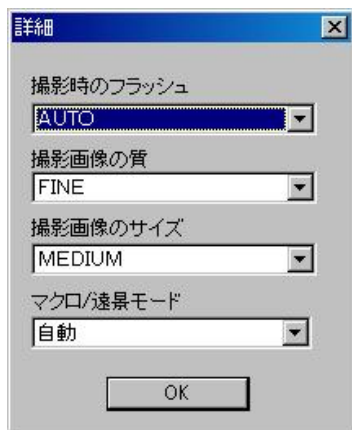 詳細
撮影時のフラッシュ
AUTO
撮影画像の質
FINE
撮影画像のサイズ
MEDIUM
マクロ/遠景モード
自動
OK